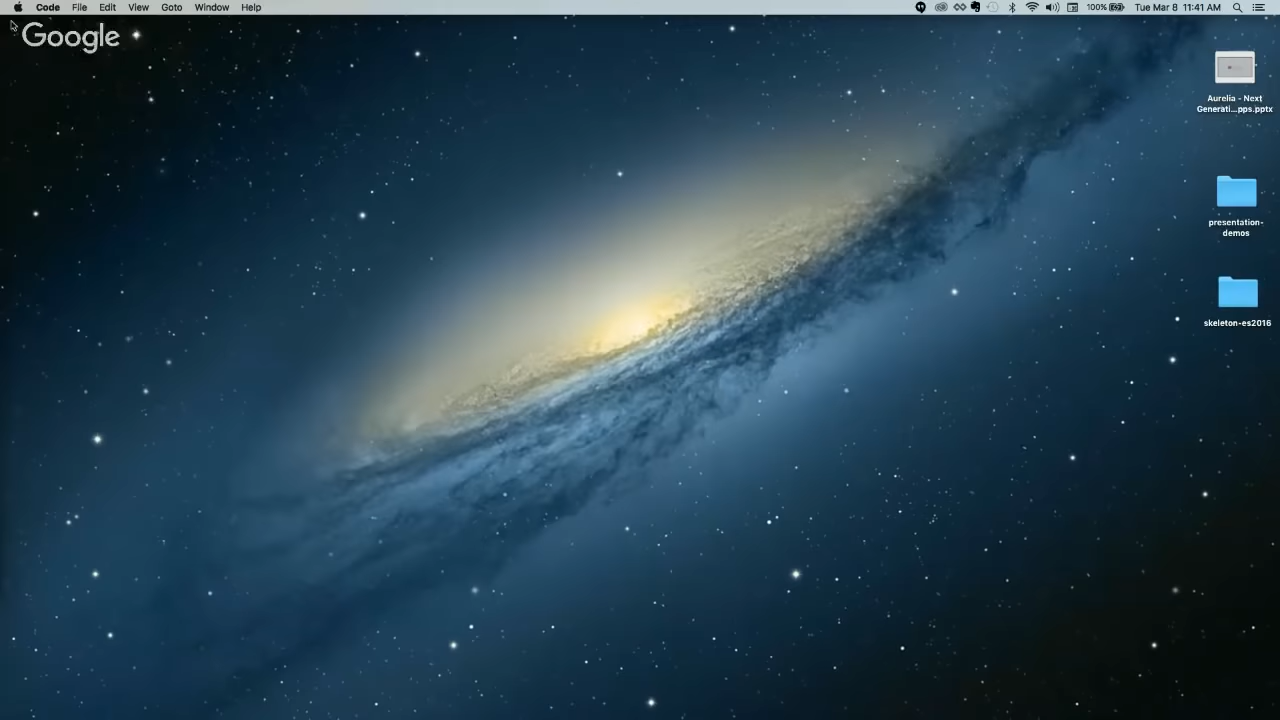 Code File Edit View Goto Window Help 100% Tue Mar 8 11:41 AM
Google
Aurelia - Next
Generati...pps.pptx
presentation-
demos
skeleton-es2016